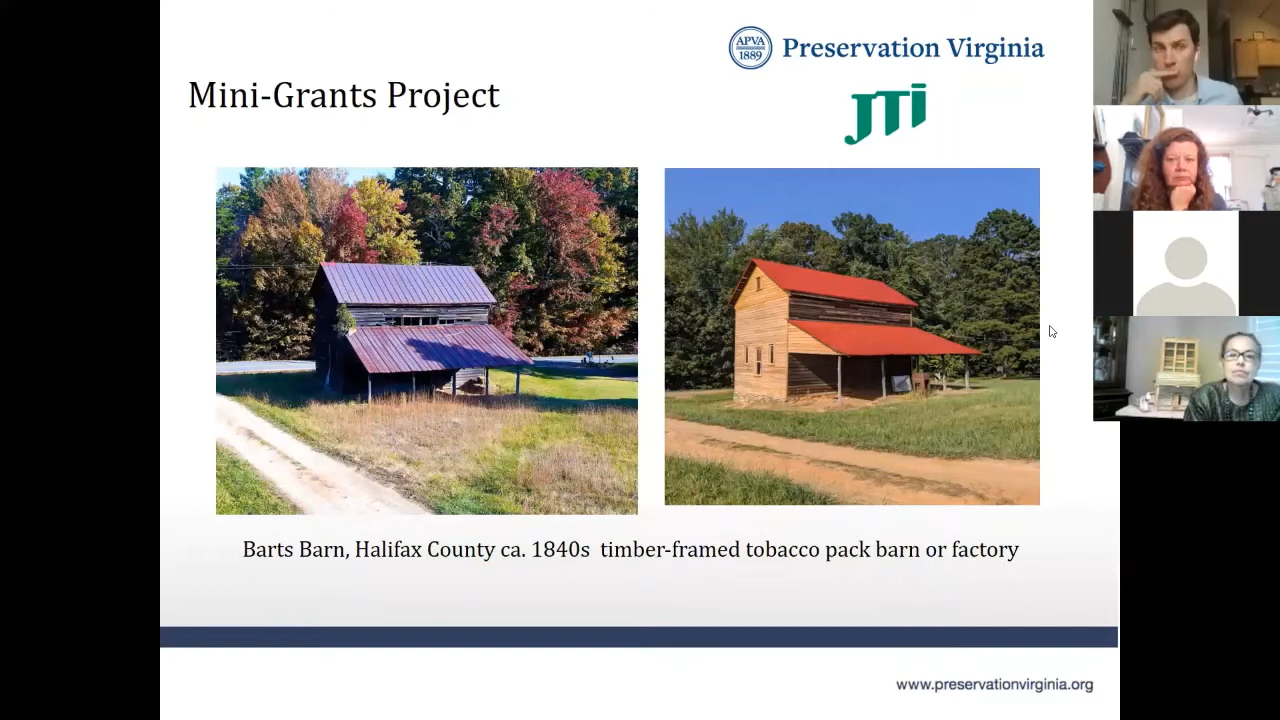 APVA
1889
Preservation Virginia
JTi
Mini-Grants Project
Barts Barn, Halifax County ca. 1840s timber-framed tobacco pack barn or factory
www.preservationvirginia.org